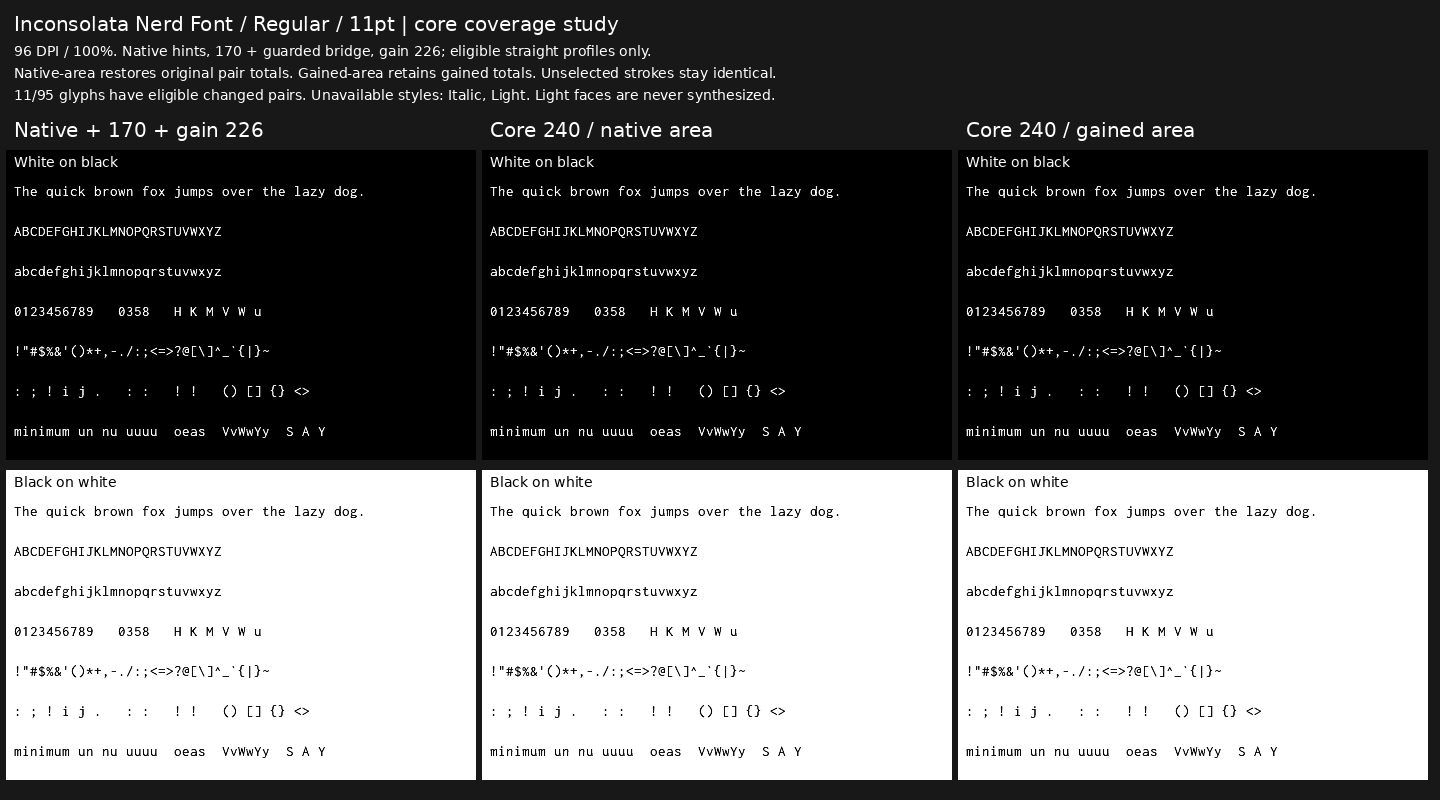 Inconsolata Nerd Font / Regular / 11pt | core coverage study
96 DPI / 100%. Native hints, 170 + guarded bridge, gain 226; eligible straight profiles only.
Native-area restores original pair totals. Gained-area retains gained totals. Unselected strokes stay identical.
11/95 glyphs have eligible changed pairs. Unavailable styles: Italic, Light. Light faces are never synthesized.
Native + 170 + gain 226
White on black
The quick brown fox jumps over the lazy dog.
ABCDEFGHIJKLMNOPQRSTUVWXYZ
abcdefghijklmnopqrstuvwxyz
0123456789   0358   H K M V W u
!"#$%&'()*+,-./:;<=>?@[\]^_`{|}~
: ; ! i j .   : :   ! !   () [] {} <>
minimum un nu uuuu  oeas  VvWwYy  S A Y
Black on white
The quick brown fox jumps over the lazy dog.
ABCDEFGHIJKLMNOPQRSTUVWXYZ
abcdefghijklmnopqrstuvwxyz
0123456789   0358   H K M V W u
!"#$%&'()*+,-./:;<=>?@[\]^_`{|}~
: ; ! i j .   : :   ! !   () [] {} <>
minimum un nu uuuu  oeas  VvWwYy  S A Y
Core 240 / native area
White on black
The quick brown fox jumps over the lazy dog.
ABCDEFGHIJKLMNOPQRSTUVWXYZ
abcdefghijklmnopqrstuvwxyz
0123456789   0358   H K M V W u
!"#$%&'()*+,-./:;<=>?@[\]^_`{|}~
: ; ! i j .   : :   ! !   () [] {} <>
minimum un nu uuuu  oeas  VvWwYy  S A Y
Black on white
The quick brown fox jumps over the lazy dog.
ABCDEFGHIJKLMNOPQRSTUVWXYZ
abcdefghijklmnopqrstuvwxyz
0123456789   0358   H K M V W u
!"#$%&'()*+,-./:;<=>?@[\]^_`{|}~
: ; ! i j .   : :   ! !   () [] {} <>
minimum un nu uuuu  oeas  VvWwYy  S A Y
Core 240 / gained area
White on black
The quick brown fox jumps over the lazy dog.
ABCDEFGHIJKLMNOPQRSTUVWXYZ
abcdefghijklmnopqrstuvwxyz
0123456789   0358   H K M V W u
!"#$%&'()*+,-./:;<=>?@[\]^_`{|}~
: ; ! i j .   : :   ! !   () [] {} <>
minimum un nu uuuu  oeas  VvWwYy  S A Y
Black on white
The quick brown fox jumps over the lazy dog.
ABCDEFGHIJKLMNOPQRSTUVWXYZ
abcdefghijklmnopqrstuvwxyz
0123456789   0358   H K M V W u
!"#$%&'()*+,-./:;<=>?@[\]^_`{|}~
: ; ! i j .   : :   ! !   () [] {} <>
minimum un nu uuuu  oeas  VvWwYy  S A Y